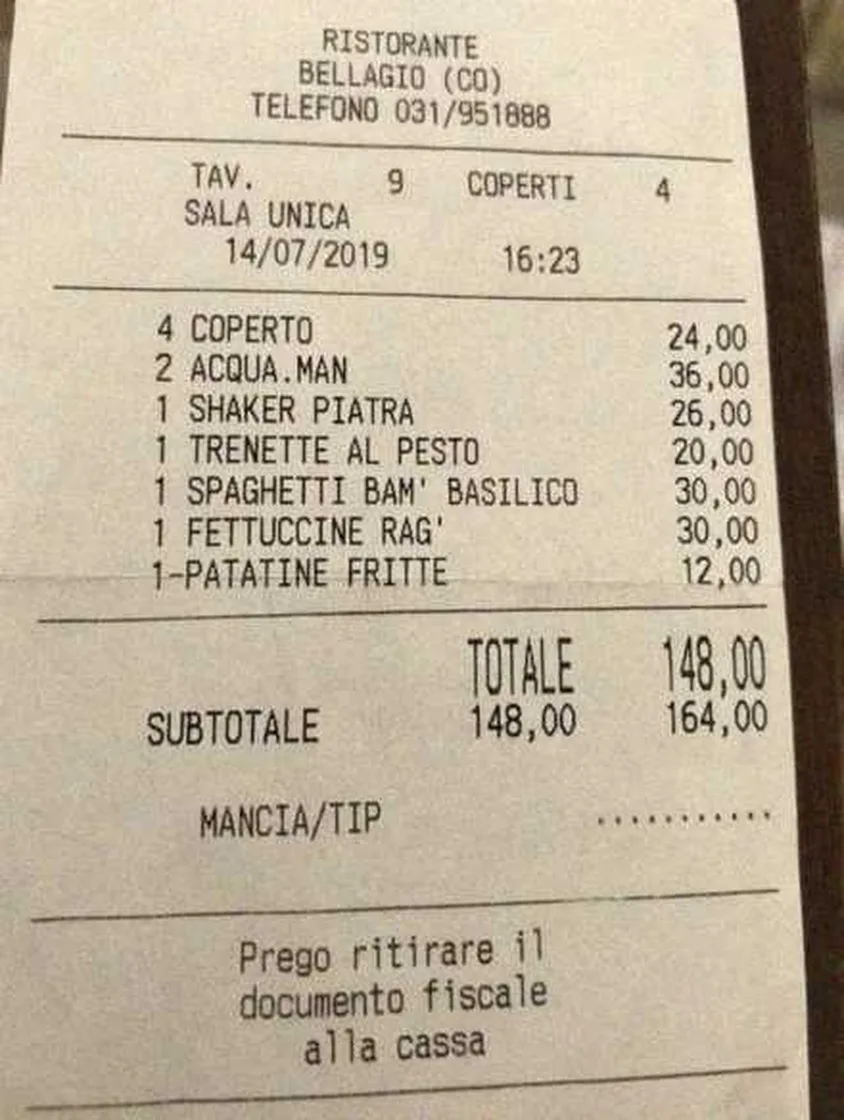 RISTORANTE
BELLAGIO (CO)
TELEFONO 031/951888
TAV. 9 COPERTI 4
SALA UNICA
14/07/2019 16:23
4 COPERTO 24,00
2 ACQUA.MAN 36,00
1 SHAKER PIATRA 26,00
1 TRENETTE AL PESTO 20,00
1 SPAGHETTI BAM' BASILICO 30,00
1 FETTUCCINE RAG' 30,00
1-PATATINE FRITTE 12,00
TOTALE 148,00
SUBTOTALE 148,00 164,00
MANCIA/TIP ...........
Prego ritirare il
documento fiscale
alla cassa